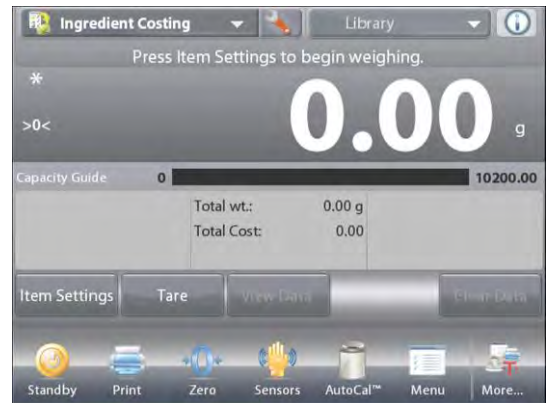 Ingredient Costing Library
Press Item Settings to begin weighing.
*
>0<
0.00 g
Capacity Guide 0 10200.00
Total wt.: 0.00 g
Total Cost: 0.00
Item Settings Tare View Data Clear Data
Standby Print Zero Sensors AutoCal™ Menu More...